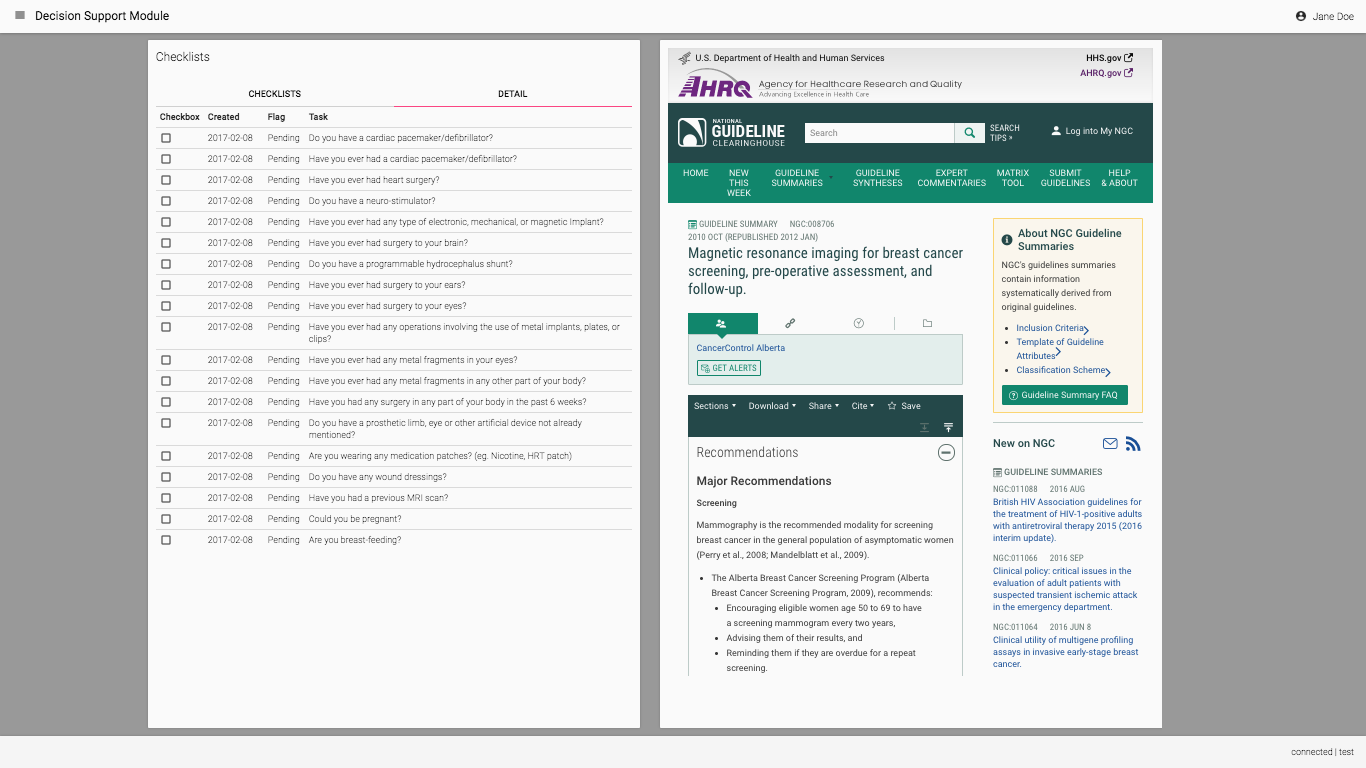 Decision Support Module
Jane Doe
Checklists
CHECKLISTS DETAIL
Checkbox Created Flag Task
2017-02-08 Pending Do you have a cardiac pacemaker/defibrillator?
2017-02-08 Pending Have you ever had a cardiac pacemaker/defibrillator?
2017-02-08 Pending Have you ever had heart surgery?
2017-02-08 Pending Do you have a neuro-stimulator?
2017-02-08 Pending Have you ever had any type of electronic, mechanical, or magnetic Implant?
2017-02-08 Pending Have you ever had surgery to your brain?
2017-02-08 Pending Do you have a programmable hydrocephalus shunt?
2017-02-08 Pending Have you ever had surgery to your ears?
2017-02-08 Pending Have you ever had surgery to your eyes?
2017-02-08 Pending Have you ever had any operations involving the use of metal implants, plates, or
clips?
2017-02-08 Pending Have you ever had any metal fragments in your eyes?
2017-02-08 Pending Have you ever had any metal fragments in any other part of your body?
2017-02-08 Pending Have you had any surgery in any part of your body in the past 6 weeks?
2017-02-08 Pending Do you have a prosthetic limb, eye or other artificial device not already
mentioned?
2017-02-08 Pending Are you wearing any medication patches? (eg. Nicotine, HRT patch)
2017-02-08 Pending Do you have any wound dressings?
2017-02-08 Pending Have you had a previous MRI scan?
2017-02-08 Pending Could you be pregnant?
2017-02-08 Pending Are you breast-feeding?
U.S. Department of Health and Human Services
HHS.gov
AHRQ.gov
AHRQ
Agency for Healthcare Research and Quality
Advancing Excellence in Health Care
NATIONAL
GUIDELINE
CLEARINGHOUSE
Search
SEARCH
TIPS »
Log into My NGC
HOME
NEW
THIS
WEEK
GUIDELINE
SUMMARIES
GUIDELINE
SYNTHESES
EXPERT
COMMENTARIES
MATRIX
TOOL
SUBMIT
GUIDELINES
HELP
& ABOUT
GUIDELINE SUMMARY NGC:008706
2010 OCT (REPUBLISHED 2012 JAN)
Magnetic resonance imaging for breast cancer
screening, pre-operative assessment, and
follow-up.
CancerControl Alberta
GET ALERTS
Sections Download Share Cite Save
Recommendations
Major Recommendations
Screening
Mammography is the recommended modality for screening
breast cancer in the general population of asymptomatic women
(Perry et al., 2008; Mandelblatt et al., 2009).
• The Alberta Breast Cancer Screening Program (Alberta
Breast Cancer Screening Program, 2009), recommends:
• Encouraging eligible women age 50 to 69 to have
a screening mammogram every two years,
• Advising them of their results, and
• Reminding them if they are overdue for a repeat
screening.
About NGC Guideline
Summaries
NGC's guidelines summaries
contain information
systematically derived from
original guidelines.
• Inclusion Criteria
• Template of Guideline
Attributes
• Classification Scheme
Guideline Summary FAQ
New on NGC
GUIDELINE SUMMARIES
NGC:011088 2016 AUG
British HIV Association guidelines for
the treatment of HIV-1-positive adults
with antiretroviral therapy 2015 (2016
interim update).
NGC:011066 2016 SEP
Clinical policy: critical issues in the
evaluation of adult patients with
suspected transient ischemic attack
in the emergency department.
NGC:011064 2016 JUN 8
Clinical utility of multigene profiling
assays in invasive early-stage breast
cancer.
connected | test